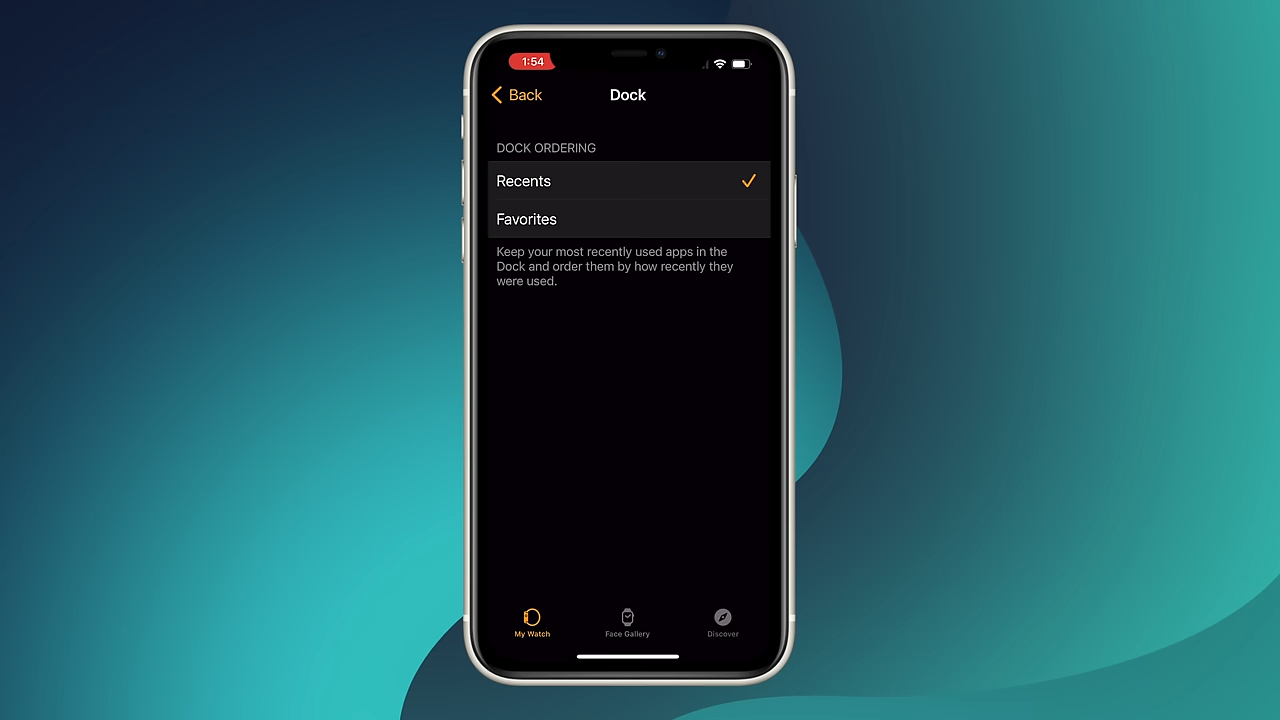 1:54
Back
Dock
DOCK ORDERING
Recents
Favorites
Keep your most recently used apps in the
Dock and order them by how recently they
were used.
My Watch
Face Gallery
Discover